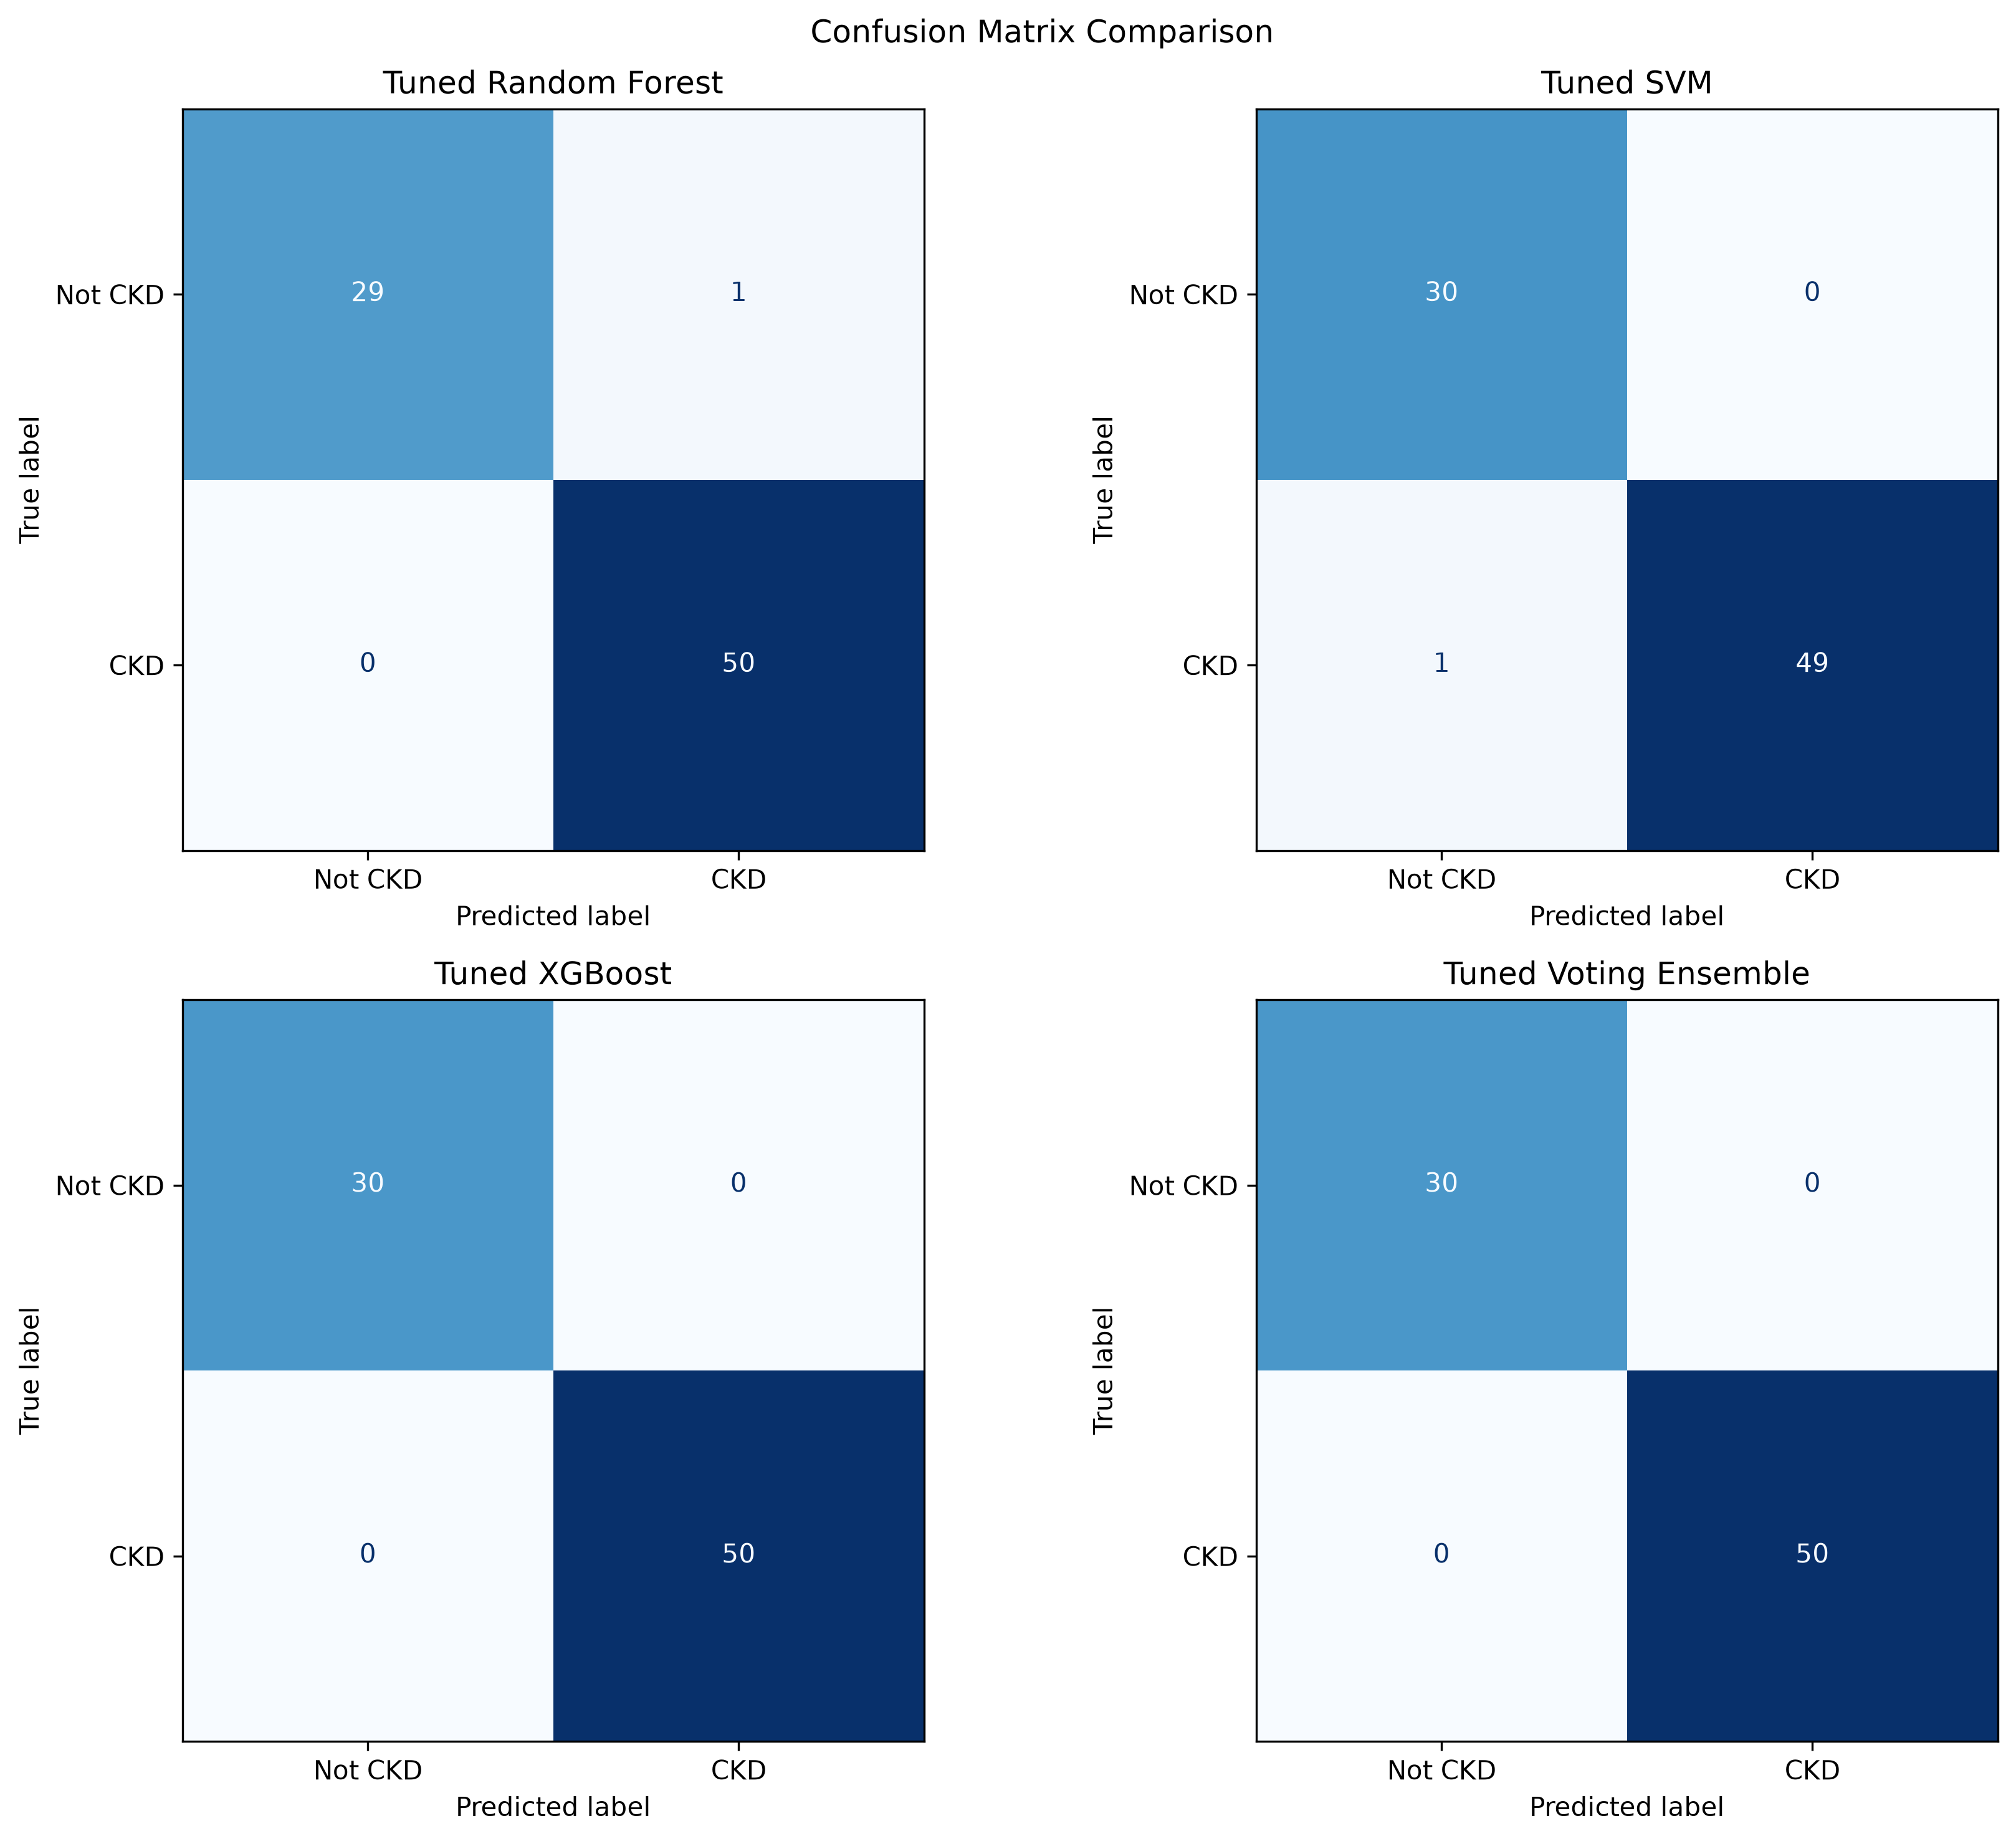 Confusion Matrix Comparison
Tuned Random Forest
True label
Not CKD
29
1
CKD
0
50
Not CKD
CKD
Predicted label
Tuned SVM
True label
Not CKD
30
0
CKD
1
49
Not CKD
CKD
Predicted label
Tuned XGBoost
True label
Not CKD
30
0
CKD
0
50
Not CKD
CKD
Predicted label
Tuned Voting Ensemble
True label
Not CKD
30
0
CKD
0
50
Not CKD
CKD
Predicted label